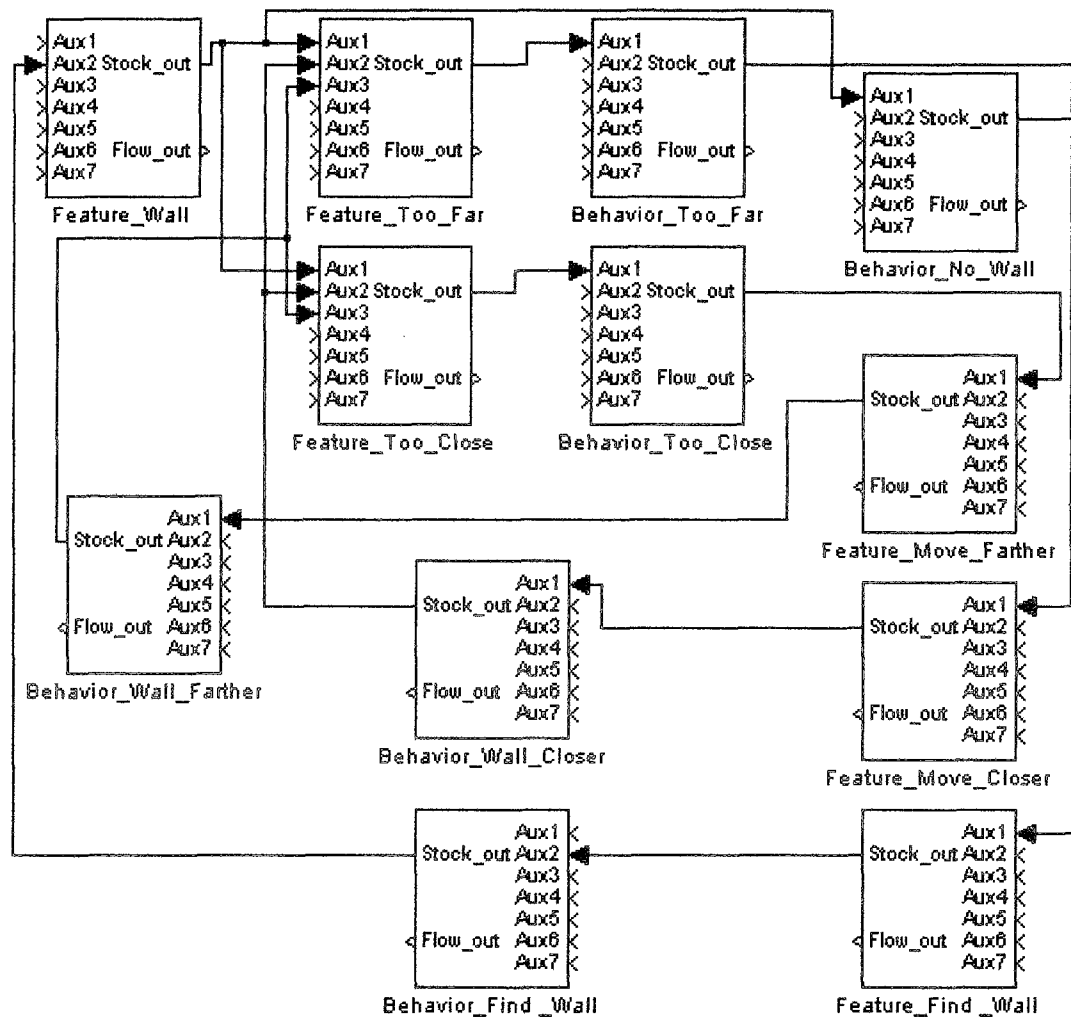 Aux1
Aux2 Stock_out
Aux3
Aux4
Aux5
Aux6 Flow_out
Aux7
Feature_Wall
Aux1
Aux2 Stock_out
Aux3
Aux4
Aux5
Aux6 Flow_out
Aux7
Feature_Too_Far
Aux1
Aux2 Stock_out
Aux3
Aux4
Aux5
Aux6 Flow_out
Aux7
Behavior_Too_Far
Aux1
Aux2 Stock_out
Aux3
Aux4
Aux5
Aux6 Flow_out
Aux7
Behavior_No_Wall
Aux1
Aux2 Stock_out
Aux3
Aux4
Aux5
Aux6 Flow_out
Aux7
Feature_Too_Close
Aux1
Aux2 Stock_out
Aux3
Aux4
Aux5
Aux6 Flow_out
Aux7
Behavior_Too_Close
Aux1
Stock_out Aux2
Aux3
Aux4
Aux5
Flow_out Aux6
Aux7
Feature_Move_Farther
Aux1
Stock_out Aux2
Aux3
Aux4
Aux5
Flow_out Aux6
Aux7
Behavior_Wall_Farther
Aux1
Stock_out Aux2
Aux3
Aux4
Aux5
Flow_out Aux6
Aux7
Behavior_Wall_Closer
Aux1
Stock_out Aux2
Aux3
Aux4
Aux5
Flow_out Aux6
Aux7
Feature_Move_Closer
Aux1
Stock_out Aux2
Aux3
Aux4
Aux5
Flow_out Aux6
Aux7
Behavior_Find _Wall
Aux1
Stock_out Aux2
Aux3
Aux4
Aux5
Flow_out Aux6
Aux7
Feature_Find _Wall